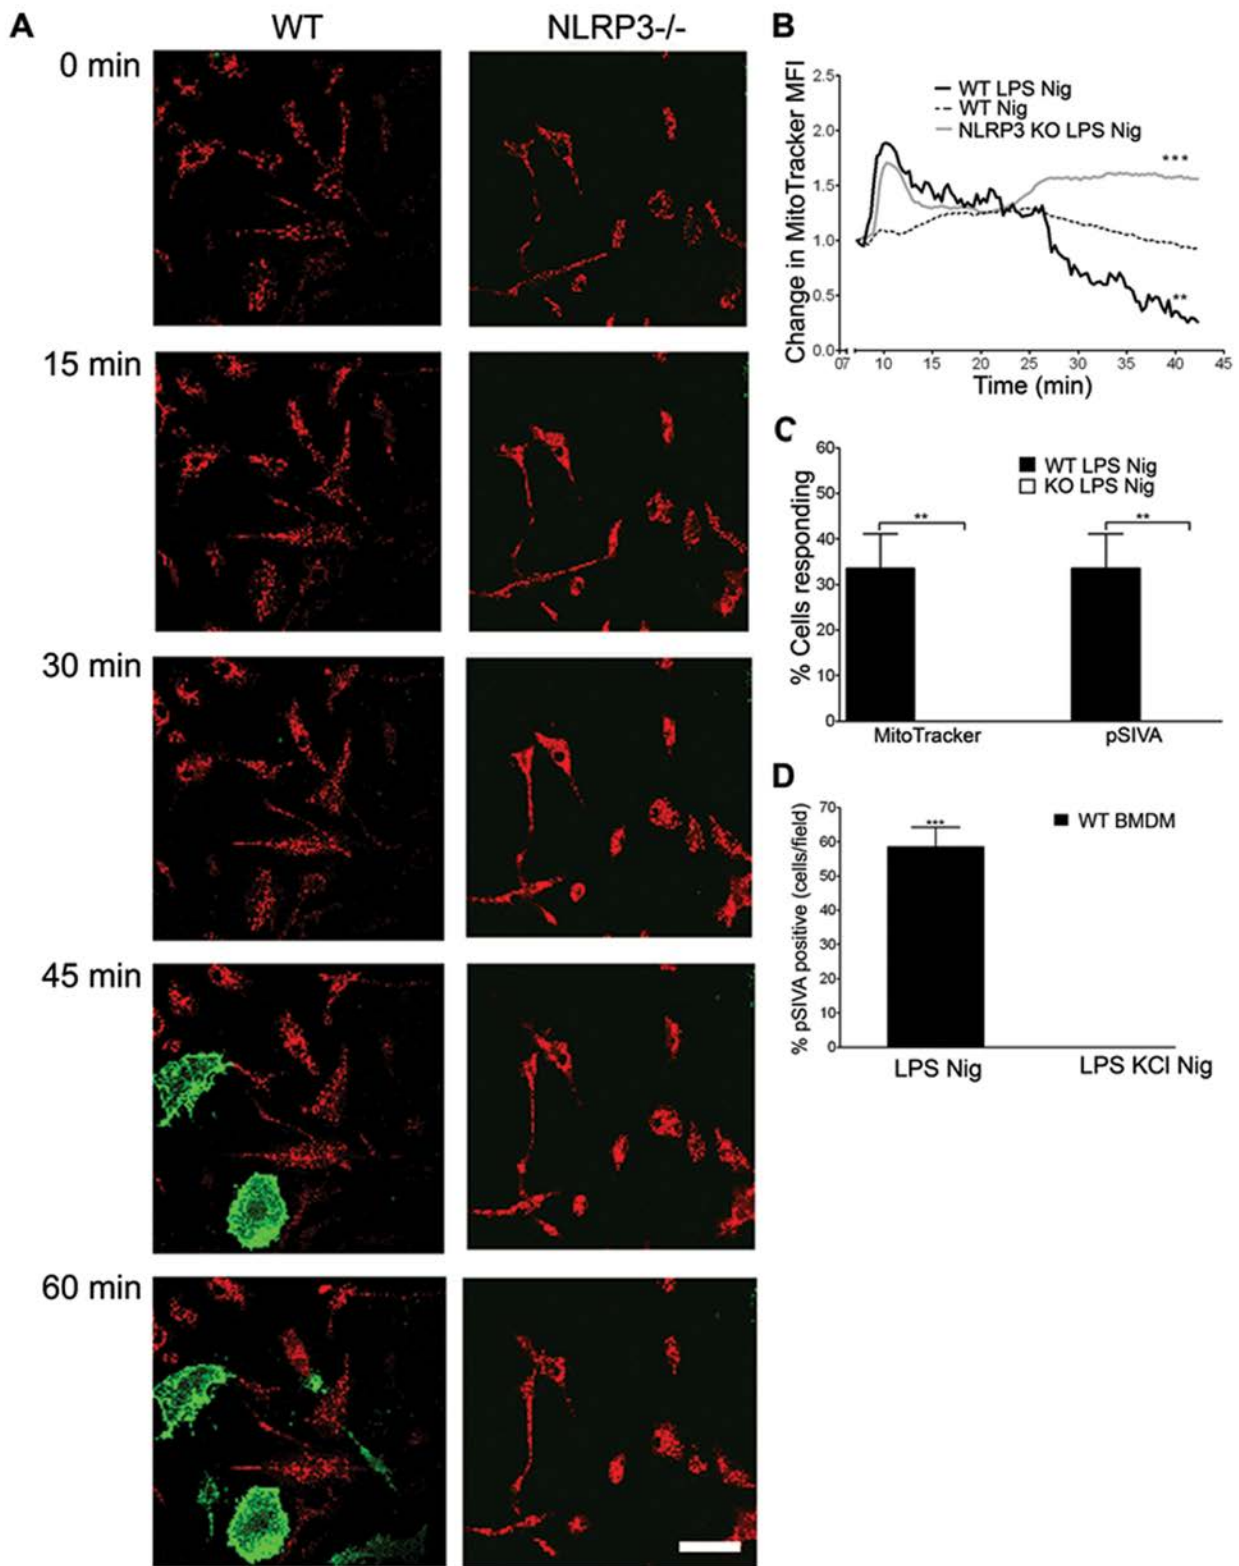 A
WT
NLRP3-/-
0 min
15 min
30 min
45 min
60 min
B
Change in MitoTracker MFI
2.5
2.0
1.5
1.0
0.5
0.0
WT LPS Nig
WT Nig
NLRP3 KO LPS Nig
***
**
07 10 15 20 25 30 35 40 45
Time (min)
C
% Cells responding
60
50
40
30
20
10
0
WT LPS Nig
KO LPS Nig
** **
MitoTracker pSIVA
D
% pSIVA positive (cells/field)
70
60
50
40
30
20
10
0
***
WT BMDM
LPS Nig LPS KCl Nig